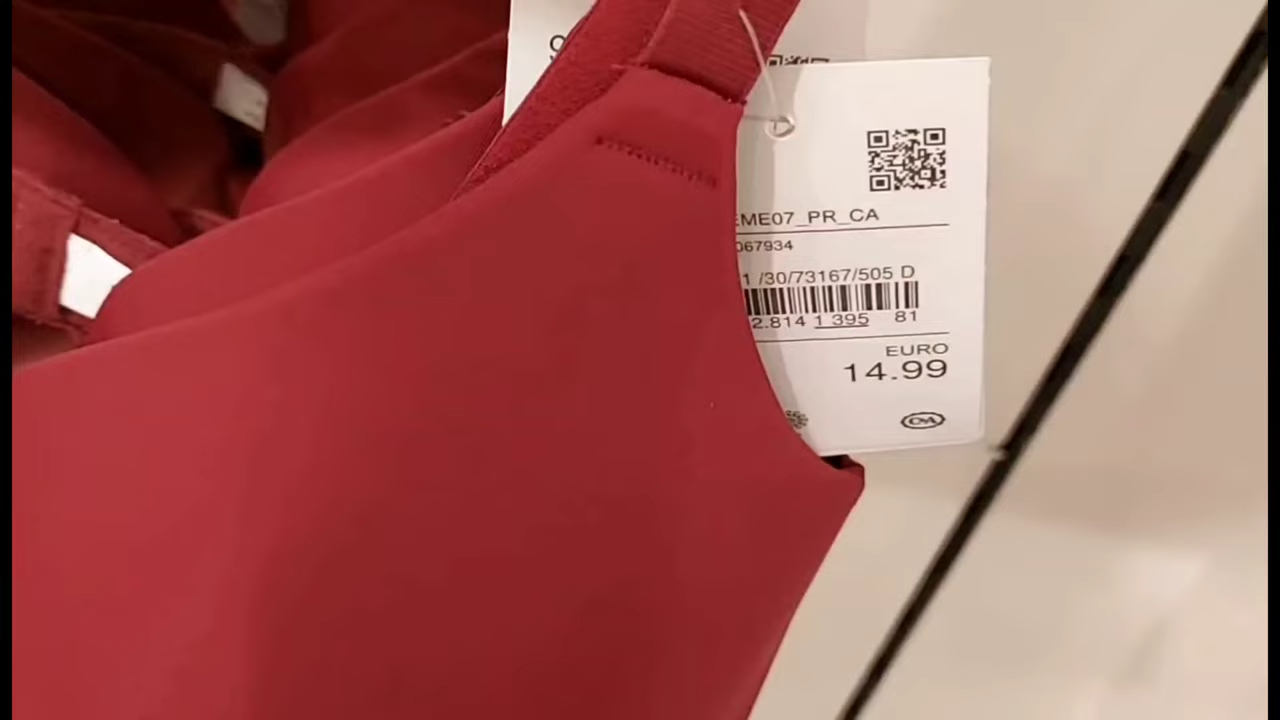 EME07_PR_CA
067934
1 /30/73167/505 D
2.814 1 395 81
EURO
14.99
C&A